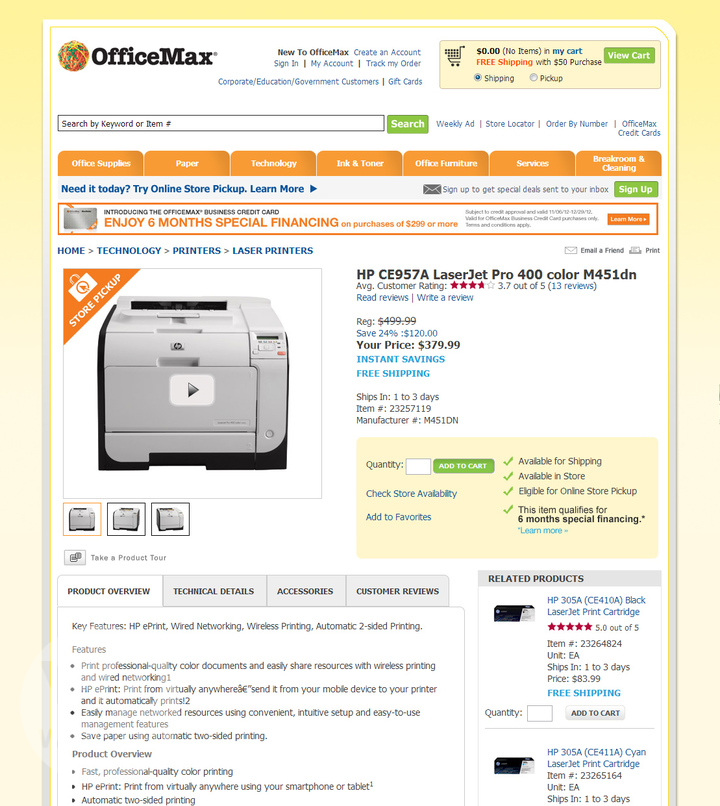 OfficeMax®
New To OfficeMax Create an Account
Sign In | My Account | Track my Order
Corporate/Education/Government Customers | Gift Cards
$0.00 (No Items) in my cart
FREE Shipping with $50 Purchase
View Cart
Shipping Pickup
Search by Keyword or Item #
Search
Weekly Ad | Store Locator | Order By Number | OfficeMax
Credit Cards
Office Supplies
Paper
Technology
Ink & Toner
Office Furniture
Services
Breakroom &
Cleaning
Need it today? Try Online Store Pickup. Learn More
Sign up to get special deals sent to your inbox
Sign Up
INTRODUCING THE OFFICEMAX® BUSINESS CREDIT CARD
ENJOY 6 MONTHS SPECIAL FINANCING on purchases of $299 or more
Subject to credit approval and valid 11/06/12-12/29/12.
Valid for OfficeMax Business Credit Card purchases only.
Terms and conditions apply.
Learn More
HOME > TECHNOLOGY > PRINTERS > LASER PRINTERS
Email a Friend Print
STORE PICKUP
hp
HP CE957A LaserJet Pro 400 color M451dn
Avg. Customer Rating: 3.7 out of 5 (13 reviews)
Read reviews | Write a review
Reg: $499.99
Save 24% :$120.00
Your Price: $379.99
INSTANT SAVINGS
FREE SHIPPING
Ships In: 1 to 3 days
Item #: 23257119
Manufacturer #: M451DN
Quantity:
ADD TO CART
Check Store Availability
Add to Favorites
Available for Shipping
Available in Store
Eligible for Online Store Pickup
This item qualifies for
6 months special financing.*
*Learn more »
Take a Product Tour
PRODUCT OVERVIEW
TECHNICAL DETAILS
ACCESSORIES
CUSTOMER REVIEWS
Key Features: HP ePrint, Wired Networking, Wireless Printing, Automatic 2-sided Printing.
Features
Print professional-quality color documents and easily share resources with wireless printing
and wired networking1
HP ePrint: Print from virtually anywhereâ€”send it from your mobile device to your printer
and it automatically prints!2
Easily manage networked resources using convenient, intuitive setup and easy-to-use
management features
Save paper using automatic two-sided printing.
Product Overview
Fast, professional-quality color printing
HP ePrint: Print from virtually anywhere using your smartphone or tablet¹
Automatic two-sided printing
RELATED PRODUCTS
HP 305A (CE410A) Black
LaserJet Print Cartridge
5.0 out of 5
Item #: 23264824
Unit: EA
Ships In: 1 to 3 days
Price: $83.99
FREE SHIPPING
Quantity:
ADD TO CART
HP 305A (CE411A) Cyan
LaserJet Print Cartridge
Item #: 23265164
Unit: EA
Ships In: 1 to 3 days